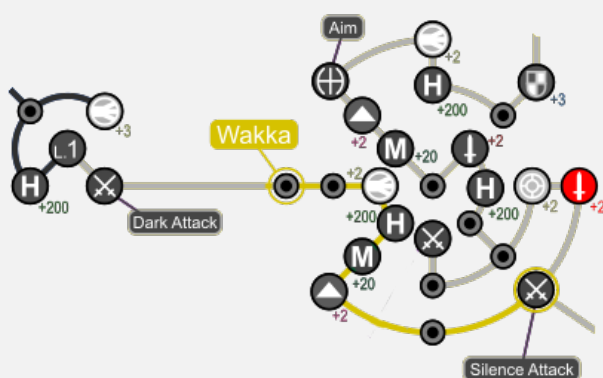 Aim
+2
H
+200
+3
+3
L.1
+2
M
+20
+2
Wakka
+2
H
+200
H
+200
+2
+2
Dark Attack
+200
H
M
+20
+2
Silence Attack